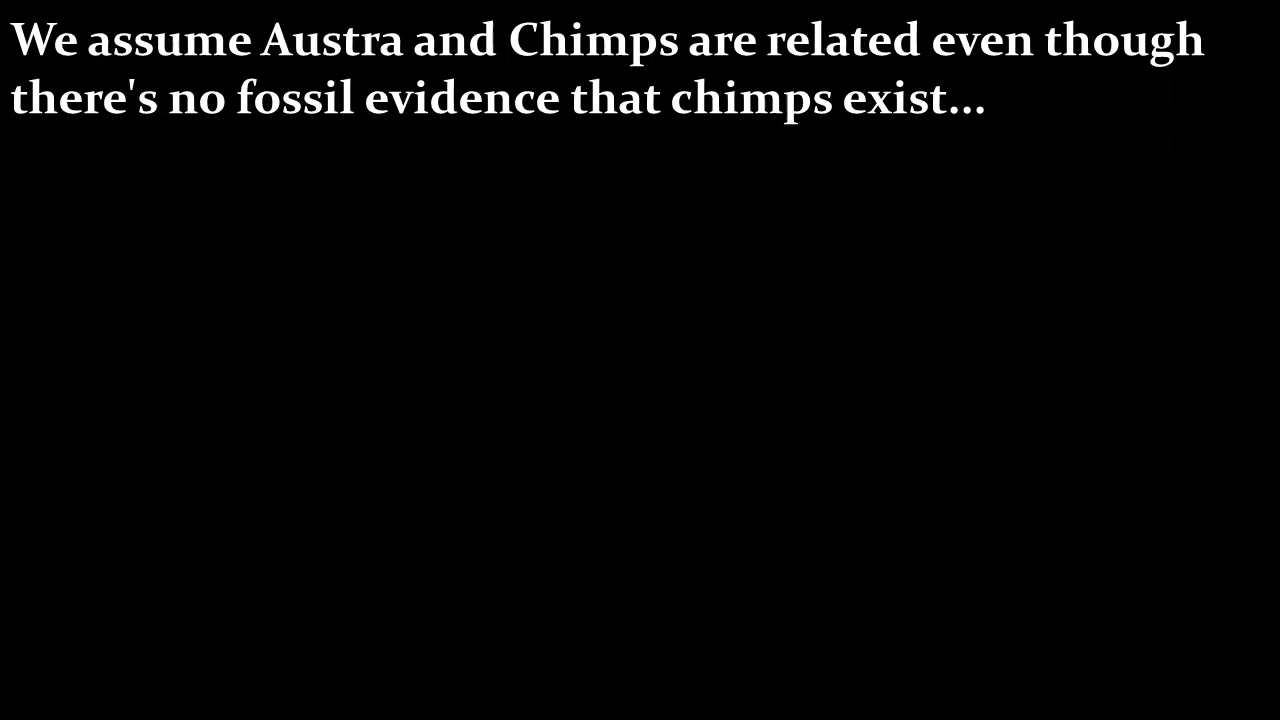 We assume Austra and Chimps are related even though
there's no fossil evidence that chimps exist...